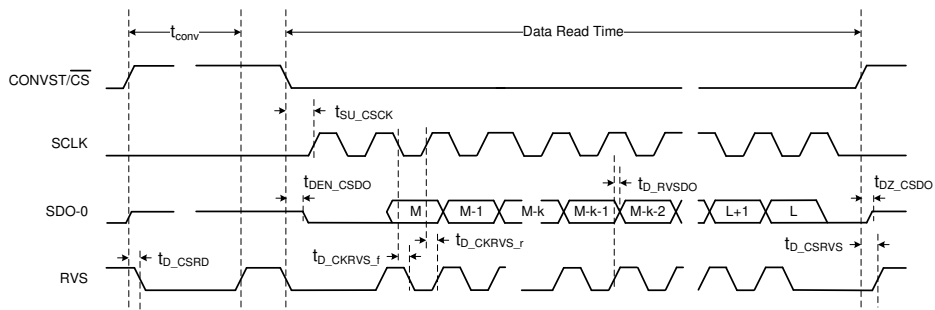 t_conv
Data Read Time
CONVST/C̅S̅
t_SU_CSCK
SCLK
t_DEN_CSDO
t_D_RVSDO
t_DZ_CSDO
SDO-0
M M-1 M-k M-k-1 M-k-2 L+1 L
t_D_CSRD
t_D_CKRVS_f
t_D_CKRVS_r
t_D_CSRVS
RVS